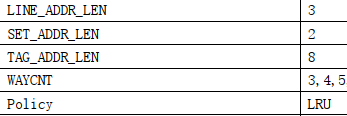 LINE_ADDR_LEN 3
SET_ADDR_LEN 2
TAG_ADDR_LEN 8
WAYCNT 3,4,5
Policy LRU